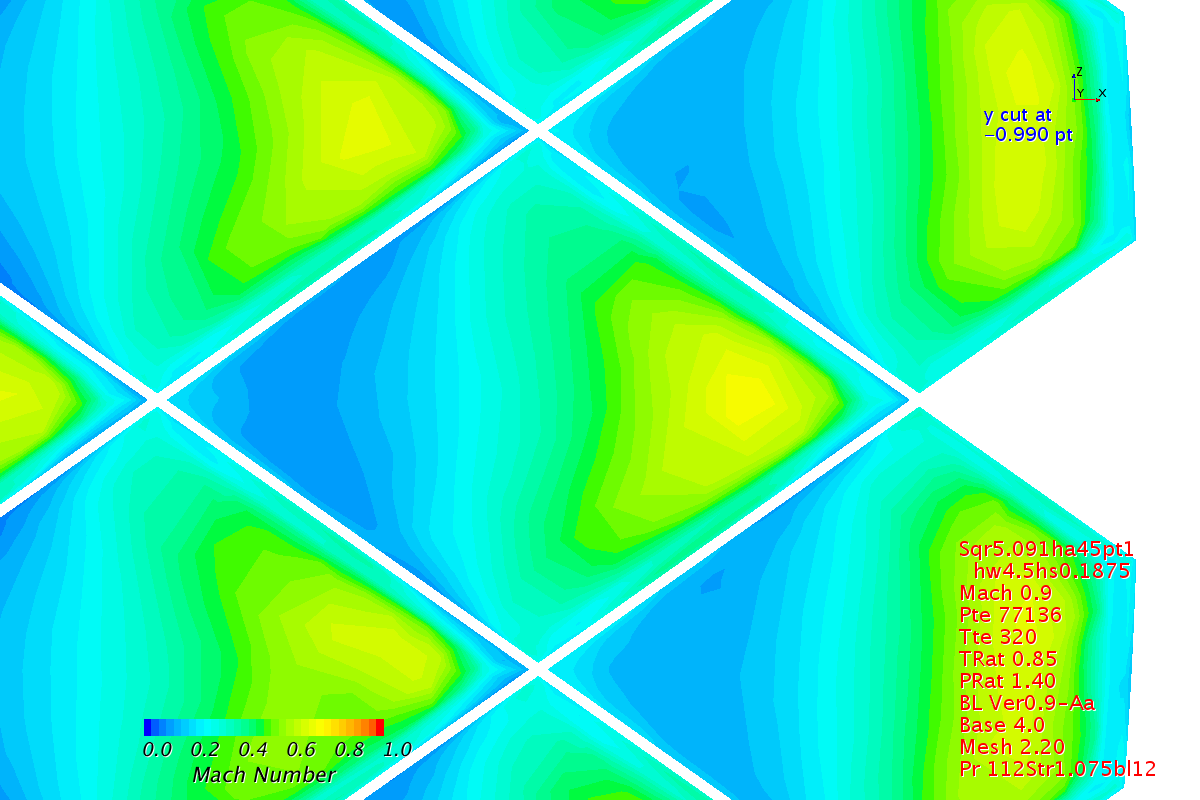 Z
Y X
y cut at
-0.990 pt
Sqr5.091ha45pt1
hw4.5hs0.1875
Mach 0.9
Pte 77136
Tte 320
TRat 0.85
PRat 1.40
BL Ver0.9-Aa
Base 4.0
Mesh 2.20
Pr 112Str1.075bl12
0.0 0.2 0.4 0.6 0.8 1.0
Mach Number